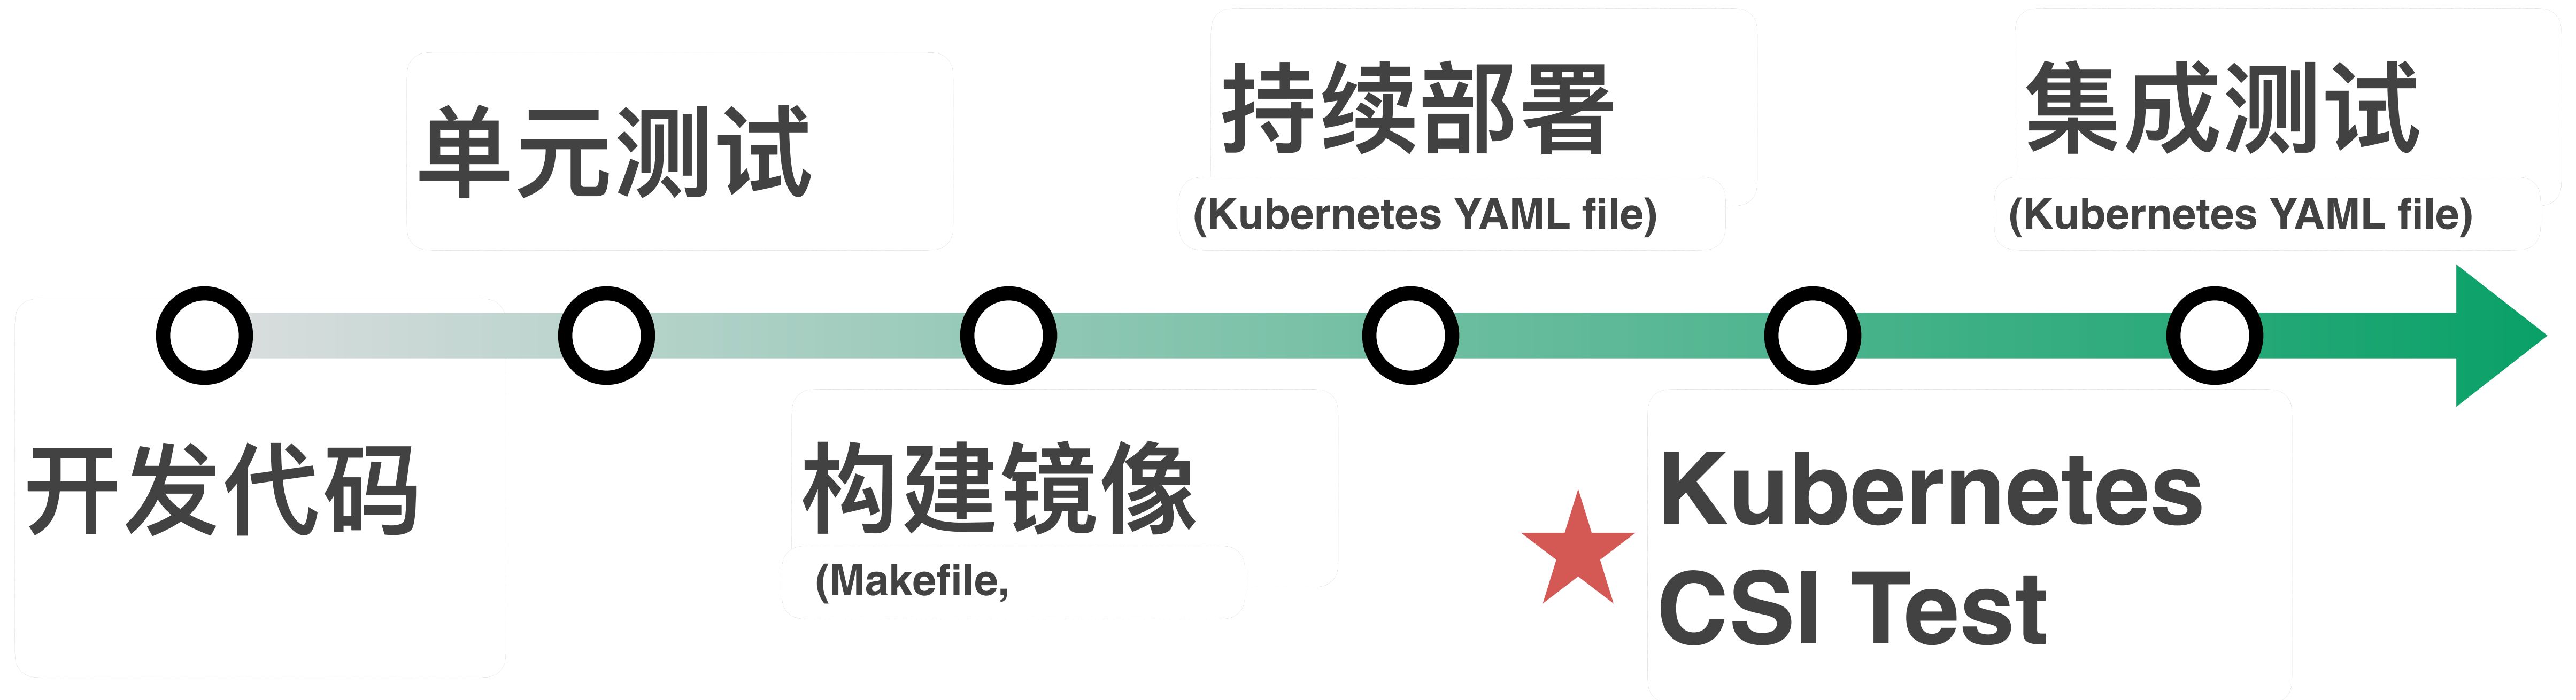 开发代码
单元测试
构建镜像
(Makefile,
持续部署
(Kubernetes YAML file)
Kubernetes
CSI Test
集成测试
(Kubernetes YAML file)